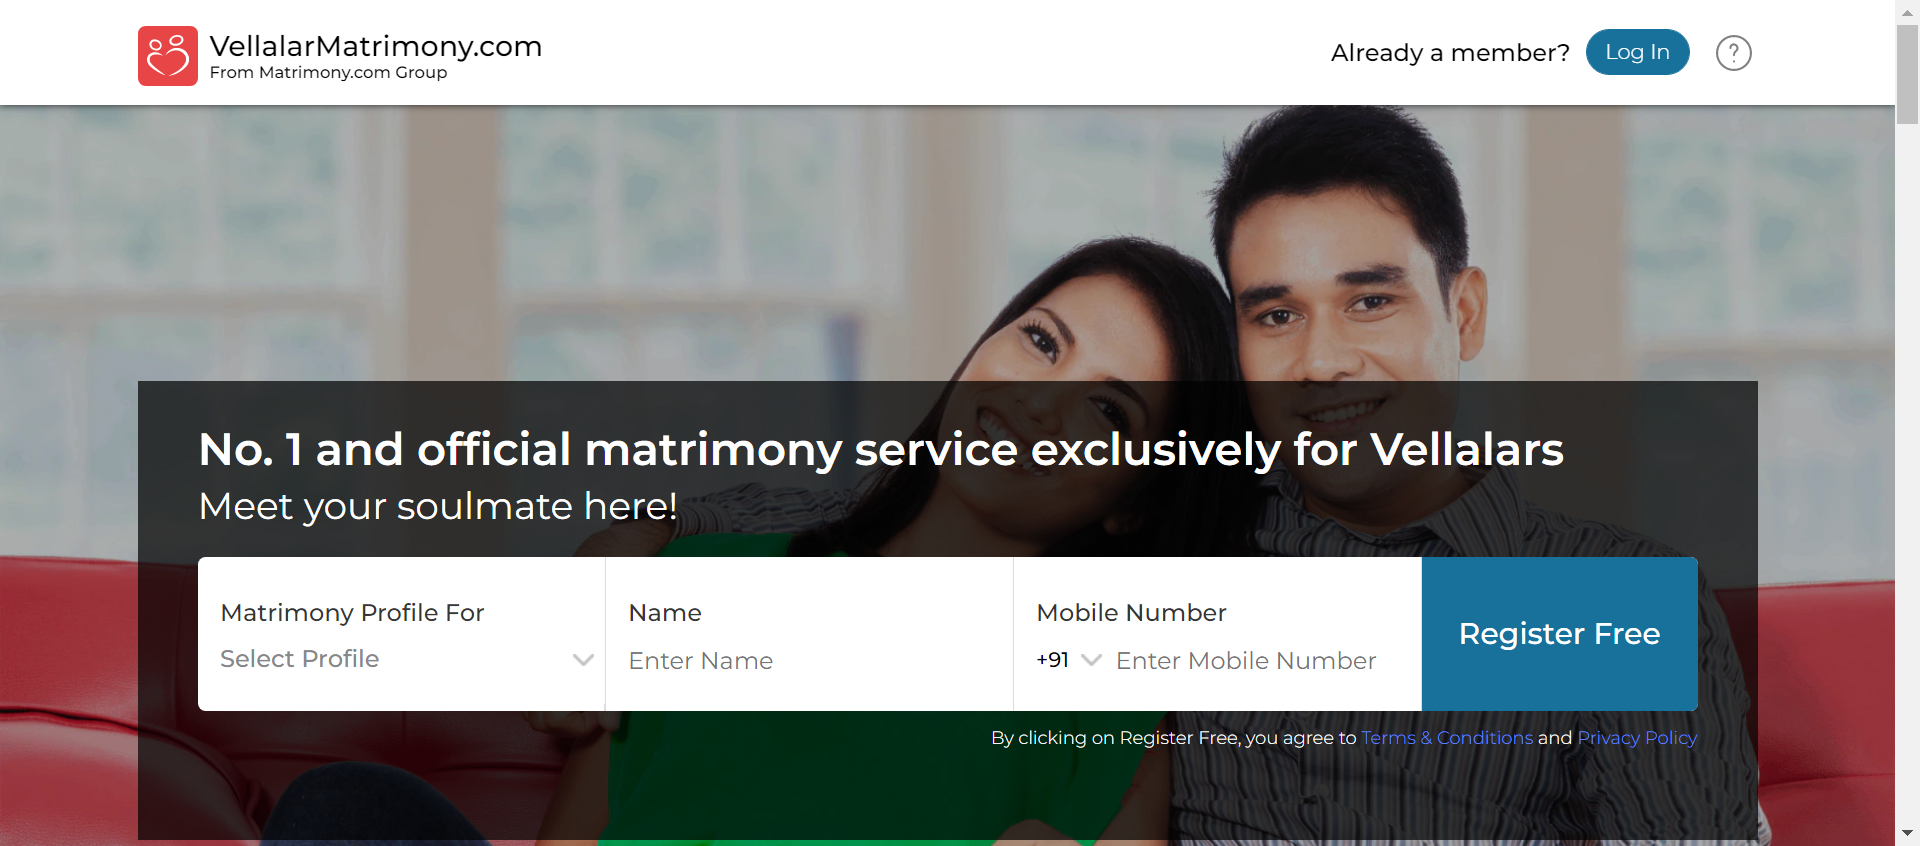 VellalarMatrimony.com
From Matrimony.com Group
Already a member? Log In ?
No. 1 and official matrimony service exclusively for Vellalars
Meet your soulmate here!
Matrimony Profile For
Select Profile
Name
Enter Name
Mobile Number
+91 Enter Mobile Number
Register Free
By clicking on Register Free, you agree to Terms & Conditions and Privacy Policy